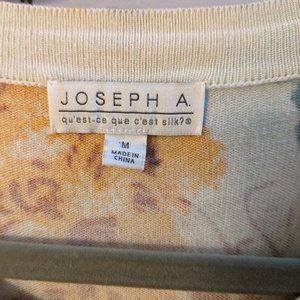 JOSEPH A.
qu'est-ce que c'est silk?®
M
MADE IN
CHINA